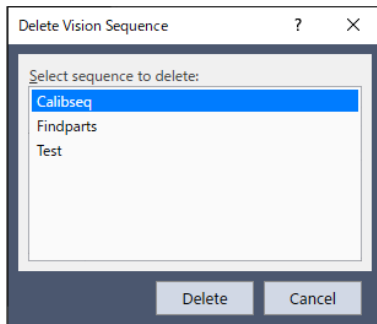 Delete Vision Sequence ? ×
Select sequence to delete:
Calibseq
Findparts
Test
Delete Cancel